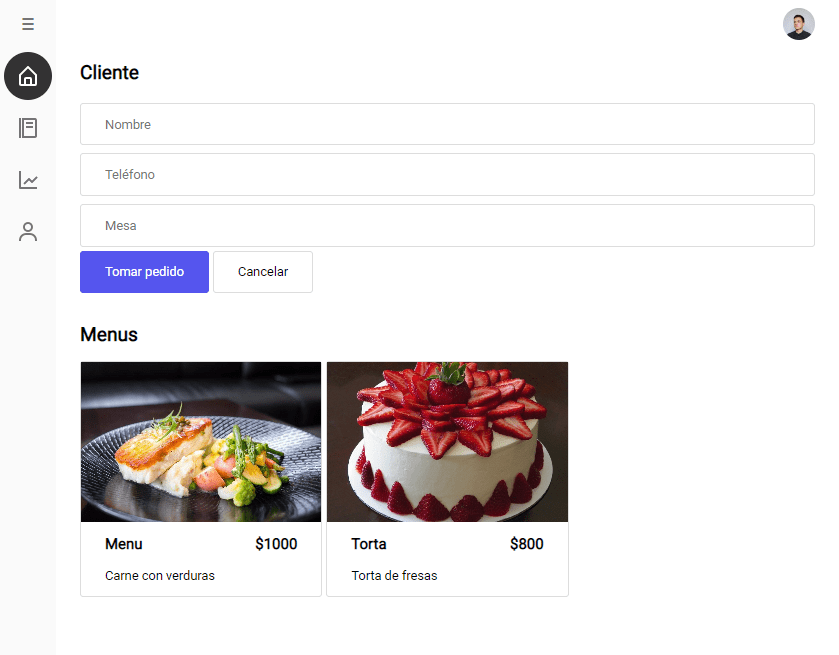 Cliente
Nombre
Teléfono
Mesa
Tomar pedido Cancelar
Menus
Menu $1000
Carne con verduras
Torta $800
Torta de fresas